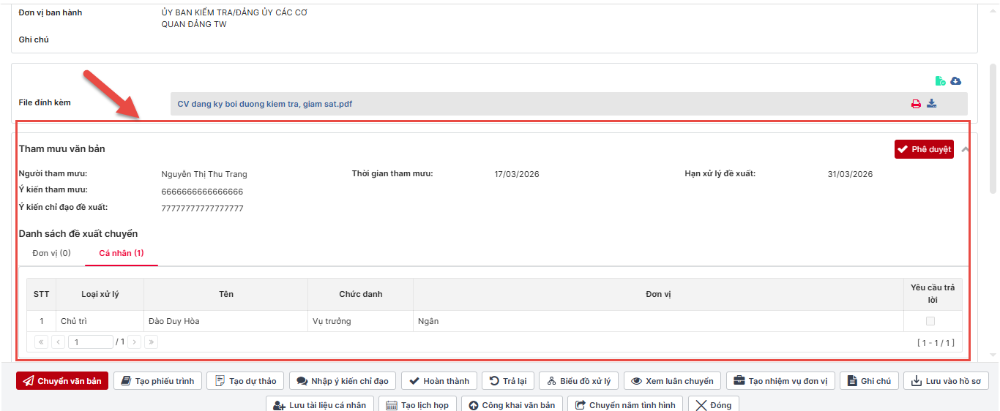 Đơn vị ban hành ỦY BAN KIỂM TRA/ĐẢNG ỦY CÁC CƠ
QUAN ĐẢNG TW
Ghi chú
File đính kèm CV dang ky boi duong kiem tra, giam sat.pdf
Tham mưu văn bản Phê duyệt
Người tham mưu: Nguyễn Thị Thu Trang Thời gian tham mưu: 17/03/2026 Hạn xử lý đề xuất: 31/03/2026
Ý kiến tham mưu: 6666666666666666
Ý kiến chỉ đạo đề xuất: 77777777777777777
Danh sách đề xuất chuyển
Đơn vị (0) Cá nhân (1)
STT Loại xử lý Tên Chức danh Đơn vị Yêu cầu trả
lời
1 Chủ trì Đào Duy Hòa Vụ trưởng Ngân
« ‹ 1 / 1 › » [ 1 - 1 / 1 ]
Chuyển văn bản Tạo phiếu trình Tạo dự thảo Nhập ý kiến chỉ đạo Hoàn thành Trả lại Biểu đồ xử lý Xem luân chuyển Tạo nhiệm vụ đơn vị Ghi chú Lưu vào hồ sơ
Lưu tài liệu cá nhân Tạo lịch họp Công khai văn bản Chuyển nắm tình hình Đóng